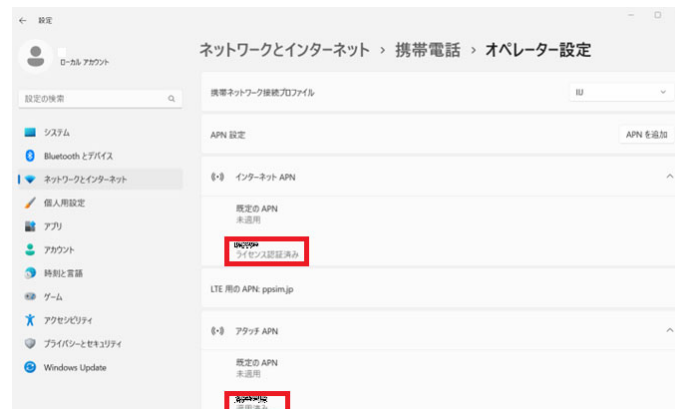 ← 設定
ローカル アカウント
設定の検索
システム
Bluetooth とデバイス
ネットワークとインターネット
個人用設定
アプリ
アカウント
時刻と言語
ゲーム
アクセシビリティ
プライバシーとセキュリティ
Windows Update
ネットワークとインターネット › 携帯電話 › オペレーター設定
携帯ネットワーク接続プロファイル
IU
APN 設定
APN を追加
インターネット APN
既定の APN
未適用
ライセンス認証済み
LTE 用の APN: ppsim.jp
アタッチ APN
既定の APN
未適用
適用済み